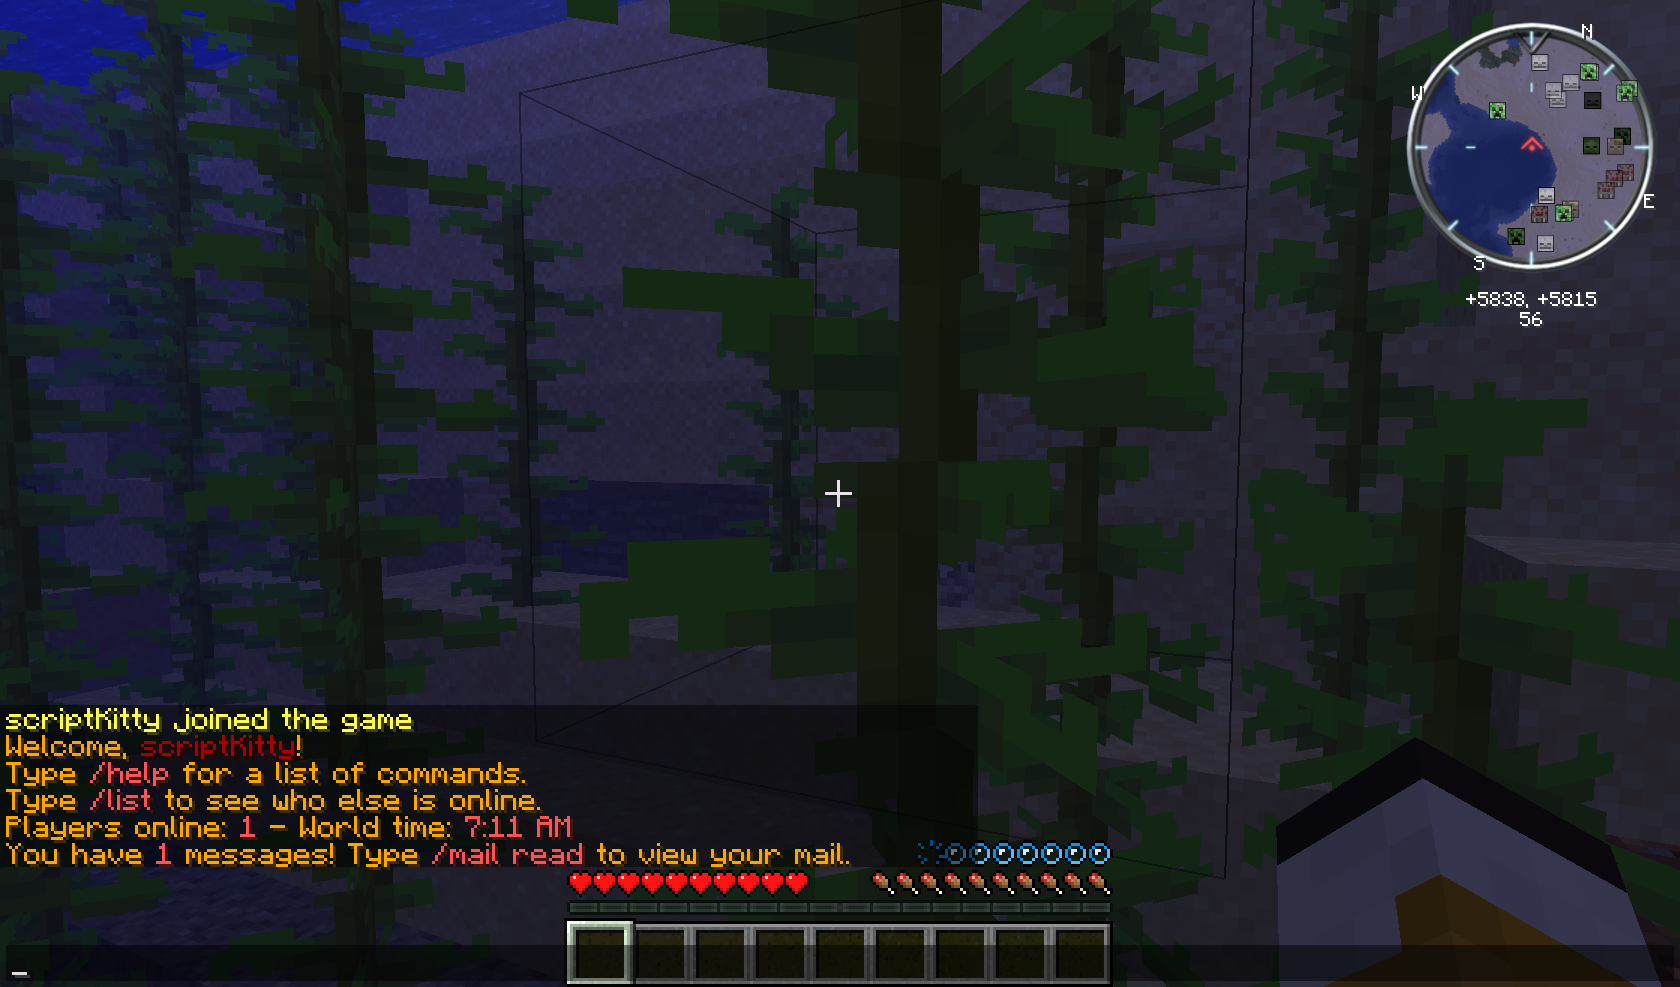 N
W
E
S
+5838, +5815
56
scriptKitty joined the game
Welcome, scriptKitty!
Type /help for a list of commands.
Type /list to see who else is online.
Players online: 1 - World time: 7:11 AM
You have 1 messages! Type /mail read to view your mail.
_